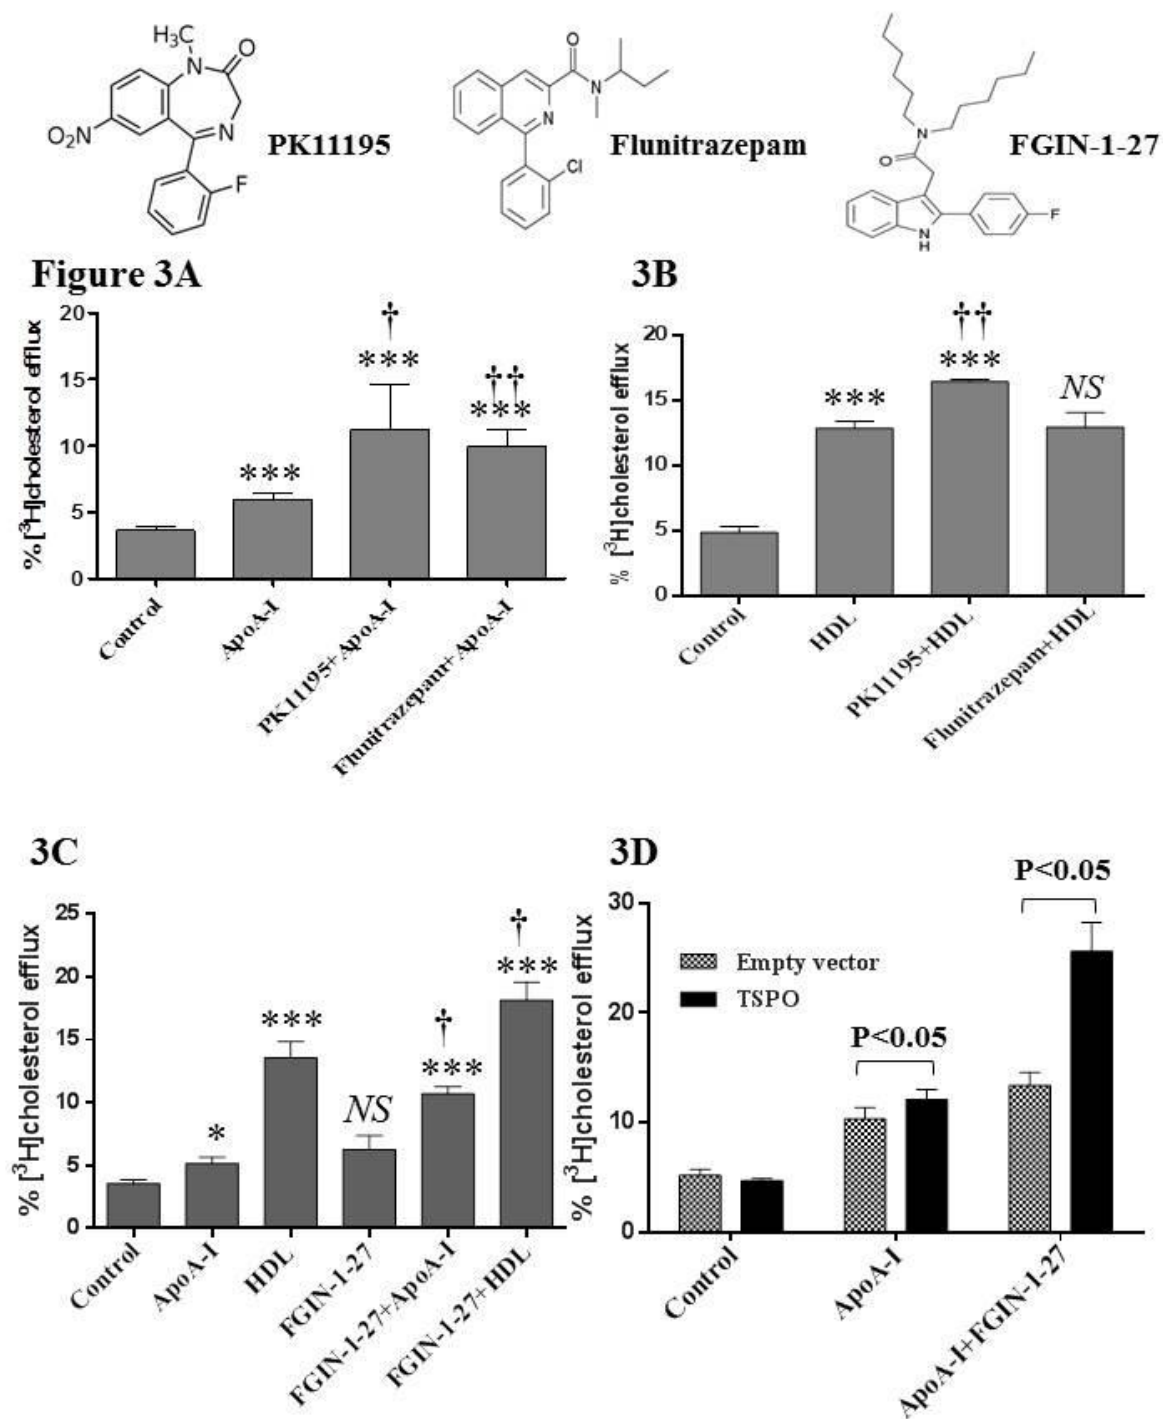 H₃C
N
O
N
O₂N
F
PK11195
O
N
N
Cl
Flunitrazepam
N
O
N
H
F
FGIN-1-27
Figure 3A
% [³H]cholesterol efflux
20
15
10
5
0
***
†
***
††
***
Control
ApoA-I
PK11195+ApoA-I
Flunitrazepam+ApoA-I
3B
% [³H]cholesterol efflux
20
15
10
5
0
***
††
***
NS
Control
HDL
PK11195+HDL
Flunitrazepam+HDL
3C
% [³H]cholesterol efflux
25
20
15
10
5
0
*
***
NS
†
***
†
***
Control
ApoA-I
HDL
FGIN-1-27
FGIN-1-27+ApoA-I
FGIN-1-27+HDL
3D
% [³H]cholesterol efflux
30
20
10
0
Empty vector
TSPO
P<0.05
P<0.05
Control
ApoA-I
ApoA-I+FGIN-1-27